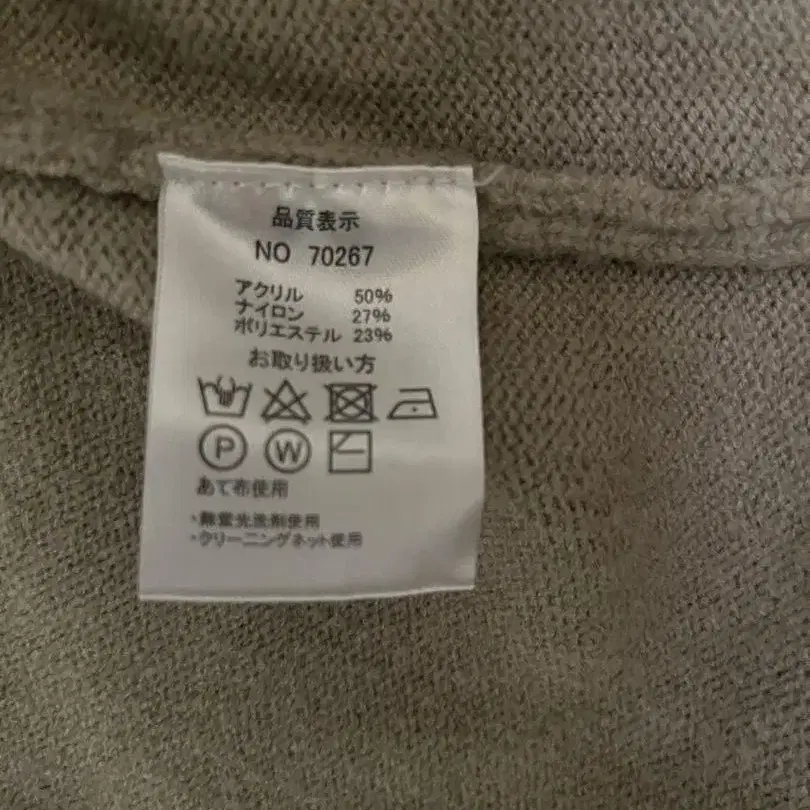 品質表示
NO 70267
アクリル 50%
ナイロン 27%
ポリエステル 23%
お取り扱い方
P W
あて布使用
・無蛍光洗剤使用
・クリーニングネット使用